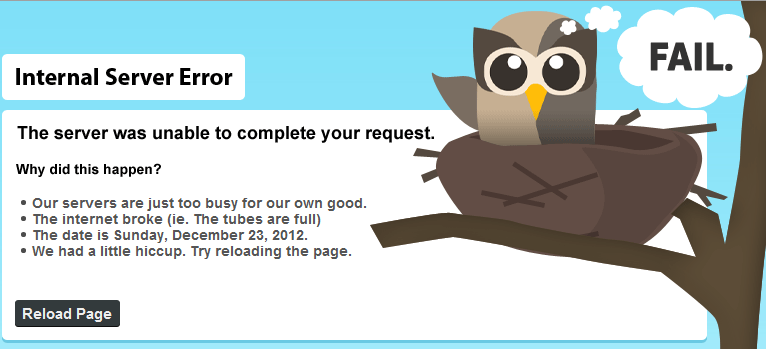 FAIL.
Internal Server Error
The server was unable to complete your request.
Why did this happen?
• Our servers are just too busy for our own good.
• The internet broke (ie. The tubes are full)
• The date is Sunday, December 23, 2012.
• We had a little hiccup. Try reloading the page.
Reload Page